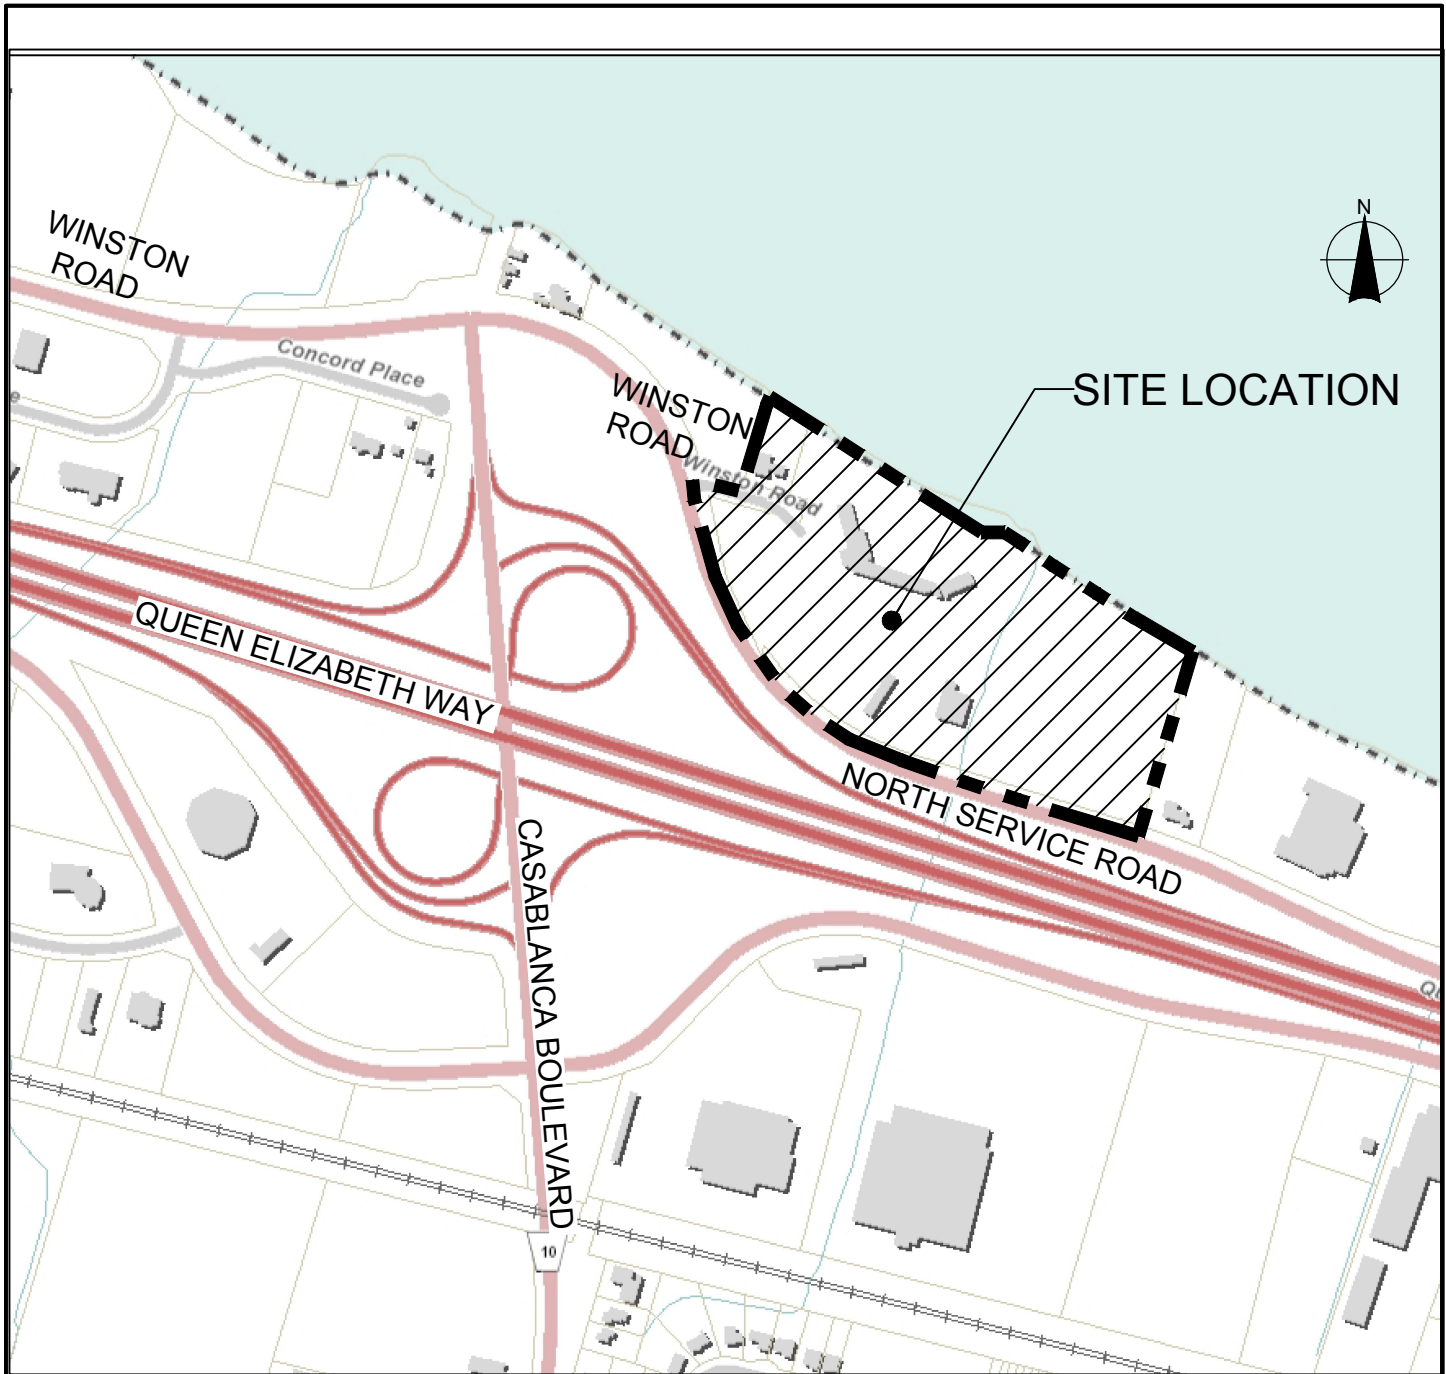 N
WINSTON
ROAD
Concord Place
e
WINSTON
ROAD
SITE LOCATION
Winston Road
QUEEN ELIZABETH WAY
NORTH SERVICE ROAD
CASABLANCA BOULEVARD
10